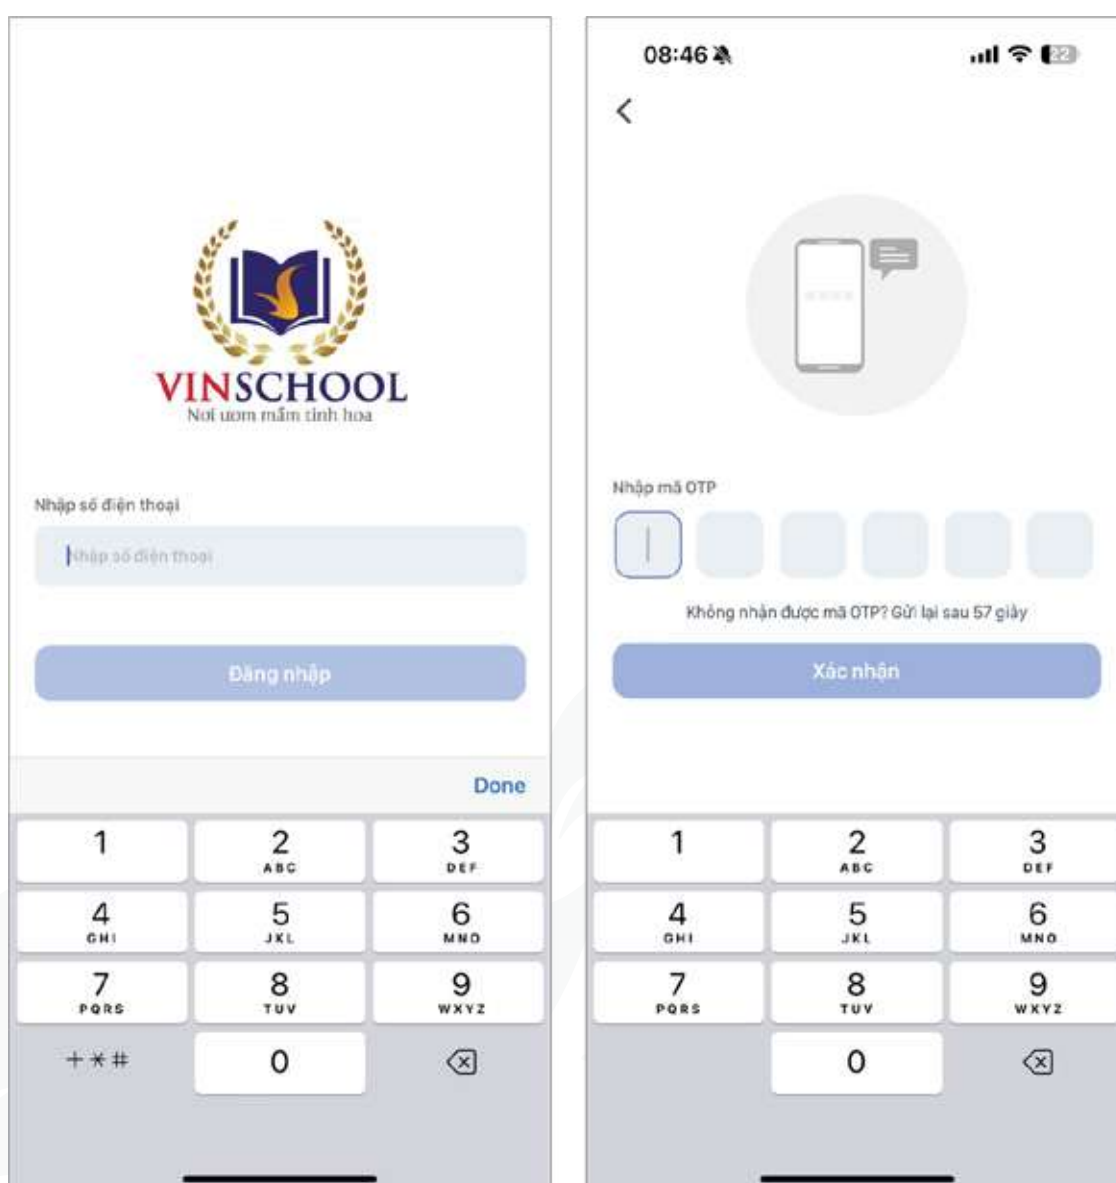 VINSCHOOL
Nơi ươm mầm tinh hoa
Nhập số điện thoại
Nhập số điện thoại
Đăng nhập
Done
1
2
3
ABC
DEF
4
5
6
GHI
JKL
MNO
7
8
9
PQRS
TUV
WXYZ
+*#
0
08:46
22
Nhập mã OTP
Không nhận được mã OTP? Gửi lại sau 57 giây
Xác nhận
1
2
3
ABC
DEF
4
5
6
GHI
JKL
MNO
7
8
9
PQRS
TUV
WXYZ
0